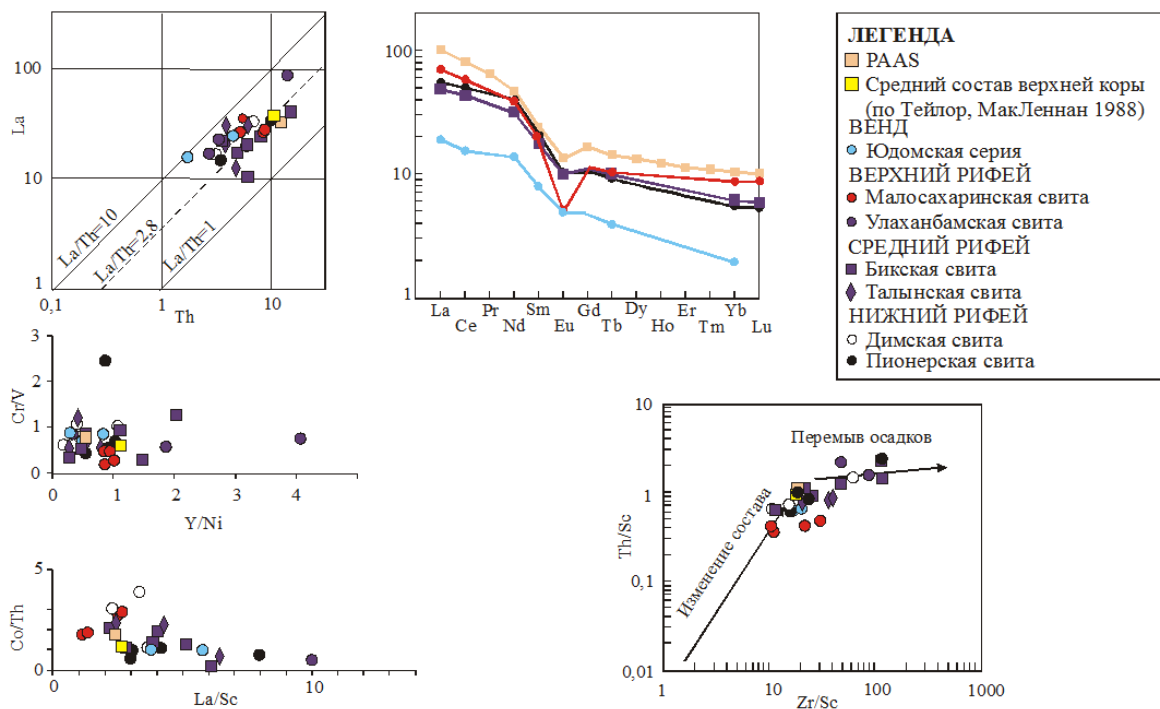 100
10
1
La
La/Th=10
La/Th=2,8
La/Th=1
0,1
1
10
Th
100
10
1
La
Ce
Pr
Nd
Sm
Eu
Gd
Tb
Dy
Ho
Er
Tm
Yb
Lu
ЛЕГЕНДА
PAAS
Средний состав верхней коры
(по Тейлор, МакЛеннан 1988)
ВЕНД
Юдомская серия
ВЕРХНИЙ РИФЕЙ
Малосахаринская свита
Улаханбамская свита
СРЕДНИЙ РИФЕЙ
Бикская свита
Талынская свита
НИЖНИЙ РИФЕЙ
Димская свита
Пионерская свита
3
2
1
0
Cr/V
0
1
2
3
4
Y/Ni
5
0
Co/Th
0
10
La/Sc
10
1
0,1
0,01
Th/Sc
Перемыв осадков
Изменение состава
1
10
100
1000
Zr/Sc